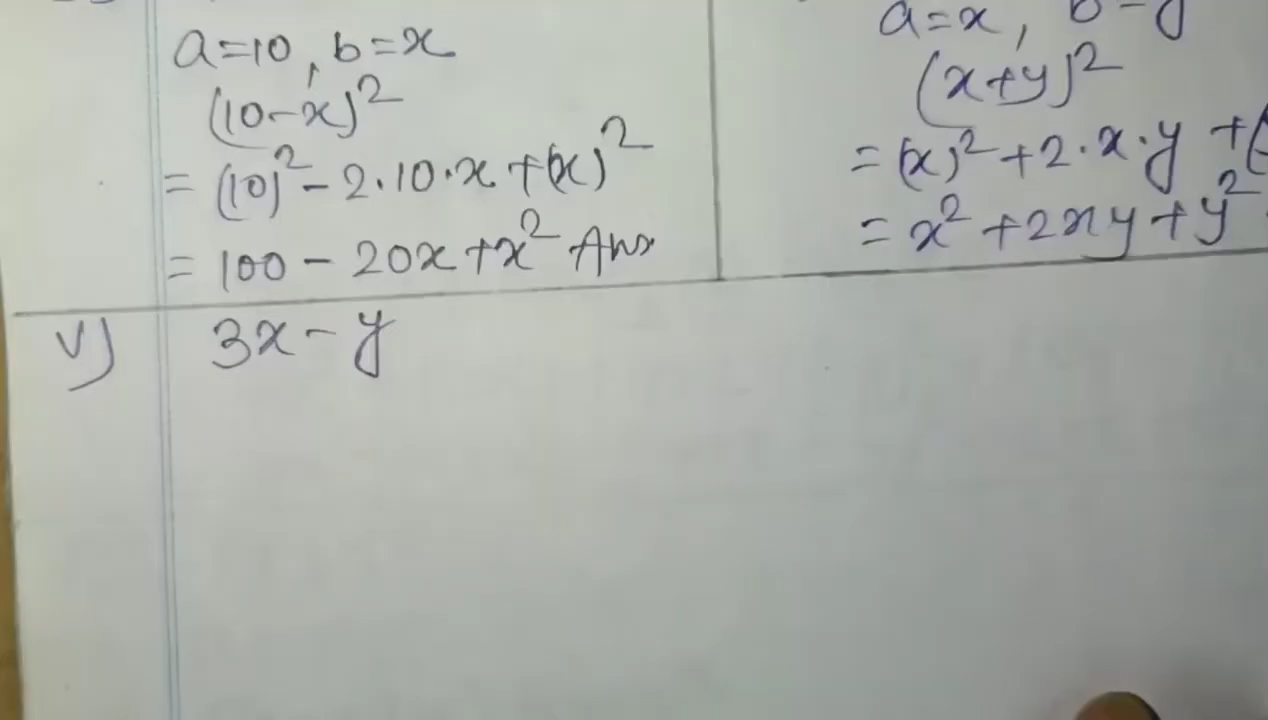 a=10, b=x
(10-x)²
= (10)² - 2·10·x + (x)²
= 100 - 20x + x² Ans
a=x, b=y
(x+y)²
= (x)² + 2·x·y + (
= x² + 2xy + y²
v) 3x - y